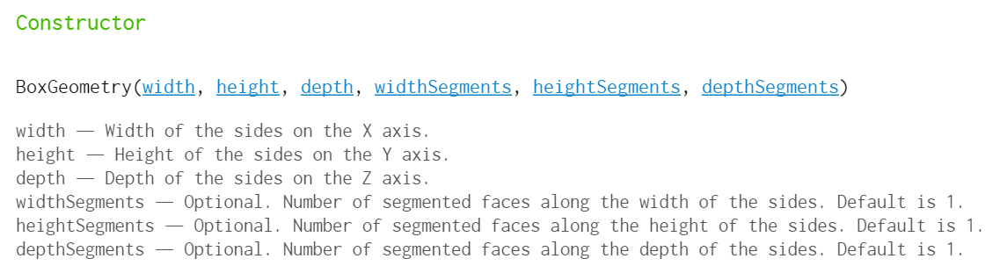 Constructor
BoxGeometry(width, height, depth, widthSegments, heightSegments, depthSegments)
width — Width of the sides on the X axis.
height — Height of the sides on the Y axis.
depth — Depth of the sides on the Z axis.
widthSegments — Optional. Number of segmented faces along the width of the sides. Default is 1.
heightSegments — Optional. Number of segmented faces along the height of the sides. Default is 1.
depthSegments — Optional. Number of segmented faces along the depth of the sides. Default is 1.